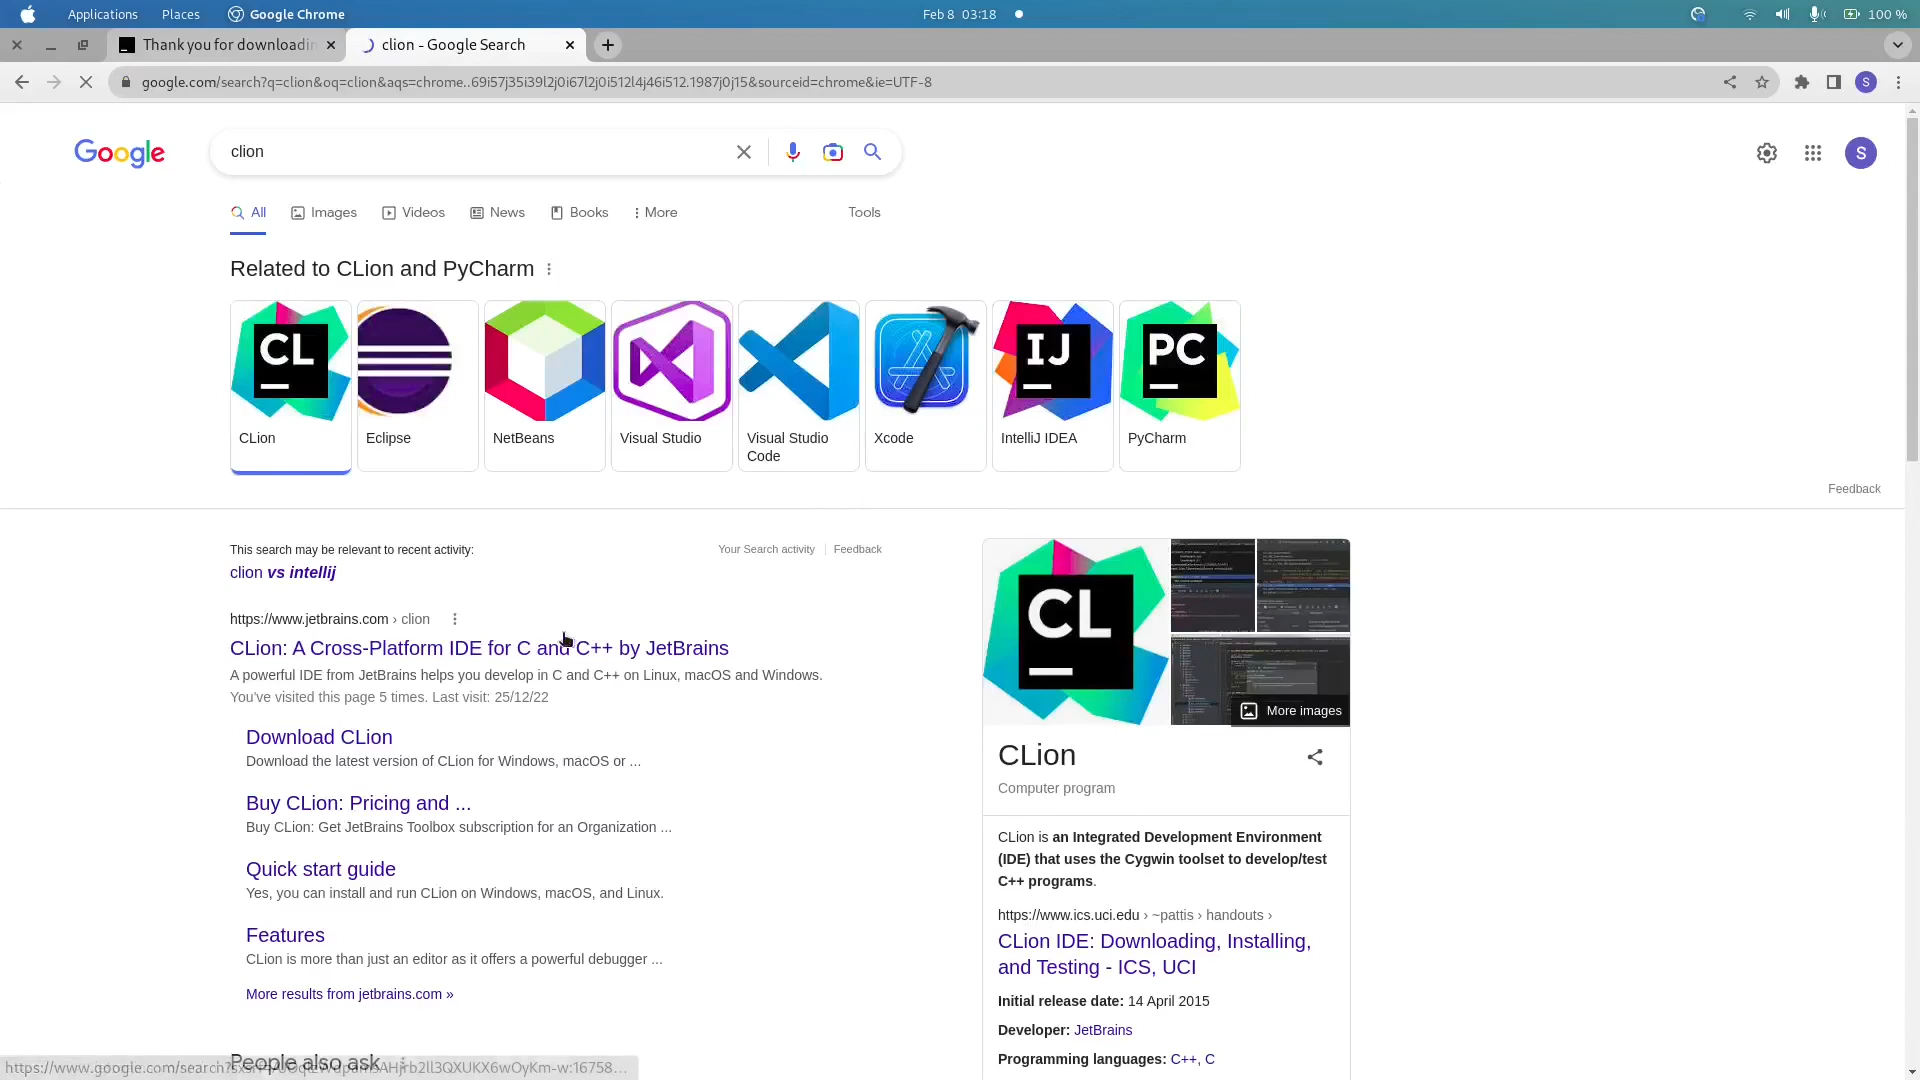 Applications Places Google Chrome Feb 8 03:18 100 %
Thank you for downloadin clion - Google Search
google.com/search?q=clion&oq=clion&aqs=chrome..69i57j35i39l2j0i67l2j0i512l4j46i512.1987j0j15&sourceid=chrome&ie=UTF-8 S
Google clion S
All Images Videos News Books More Tools
Related to CLion and PyCharm
CL IJ PC
CLion Eclipse NetBeans Visual Studio Visual Studio Code Xcode IntelliJ IDEA PyCharm
Feedback
This search may be relevant to recent activity: Your Search activity Feedback
clion vs intellij
https://www.jetbrains.com › clion
CLion: A Cross-Platform IDE for C and C++ by JetBrains
A powerful IDE from JetBrains helps you develop in C and C++ on Linux, macOS and Windows.
You've visited this page 5 times. Last visit: 25/12/22
Download CLion
Download the latest version of CLion for Windows, macOS or ...
Buy CLion: Pricing and ...
Buy CLion: Get JetBrains Toolbox subscription for an Organization ...
Quick start guide
Yes, you can install and run CLion on Windows, macOS, and Linux.
Features
CLion is more than just an editor as it offers a powerful debugger ...
More results from jetbrains.com »
People also ask
CL
More images
CLion
Computer program
CLion is an Integrated Development Environment
(IDE) that uses the Cygwin toolset to develop/test
C++ programs.
https://www.ics.uci.edu › ~pattis › handouts ›
CLion IDE: Downloading, Installing,
and Testing - ICS, UCI
Initial release date: 14 April 2015
Developer: JetBrains
Programming languages: C++, C